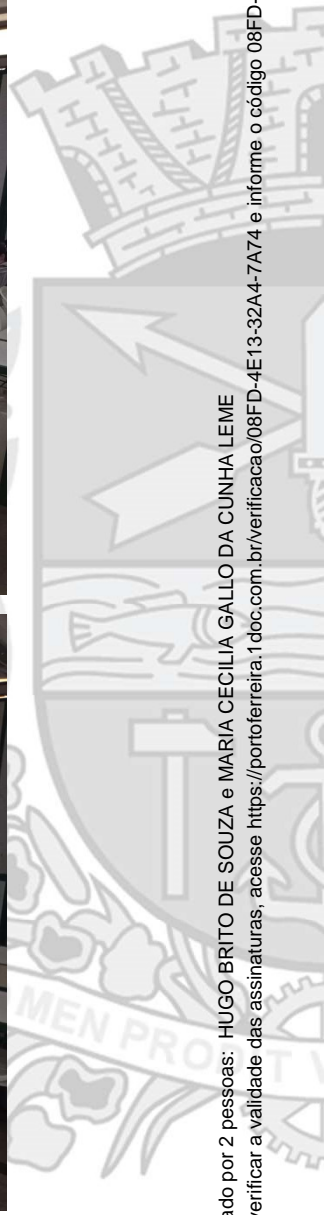 ado por 2 pessoas: HUGO BRITO DE SOUZA e MARIA CECILIA GALLO DA CUNHA LEME
verificar a validade das assinaturas, acesse https://portoferreira.1doc.com.br/verificacao/08FD-4E13-32A4-7A74 e informe o código 08FD-
MEN PRO
T V